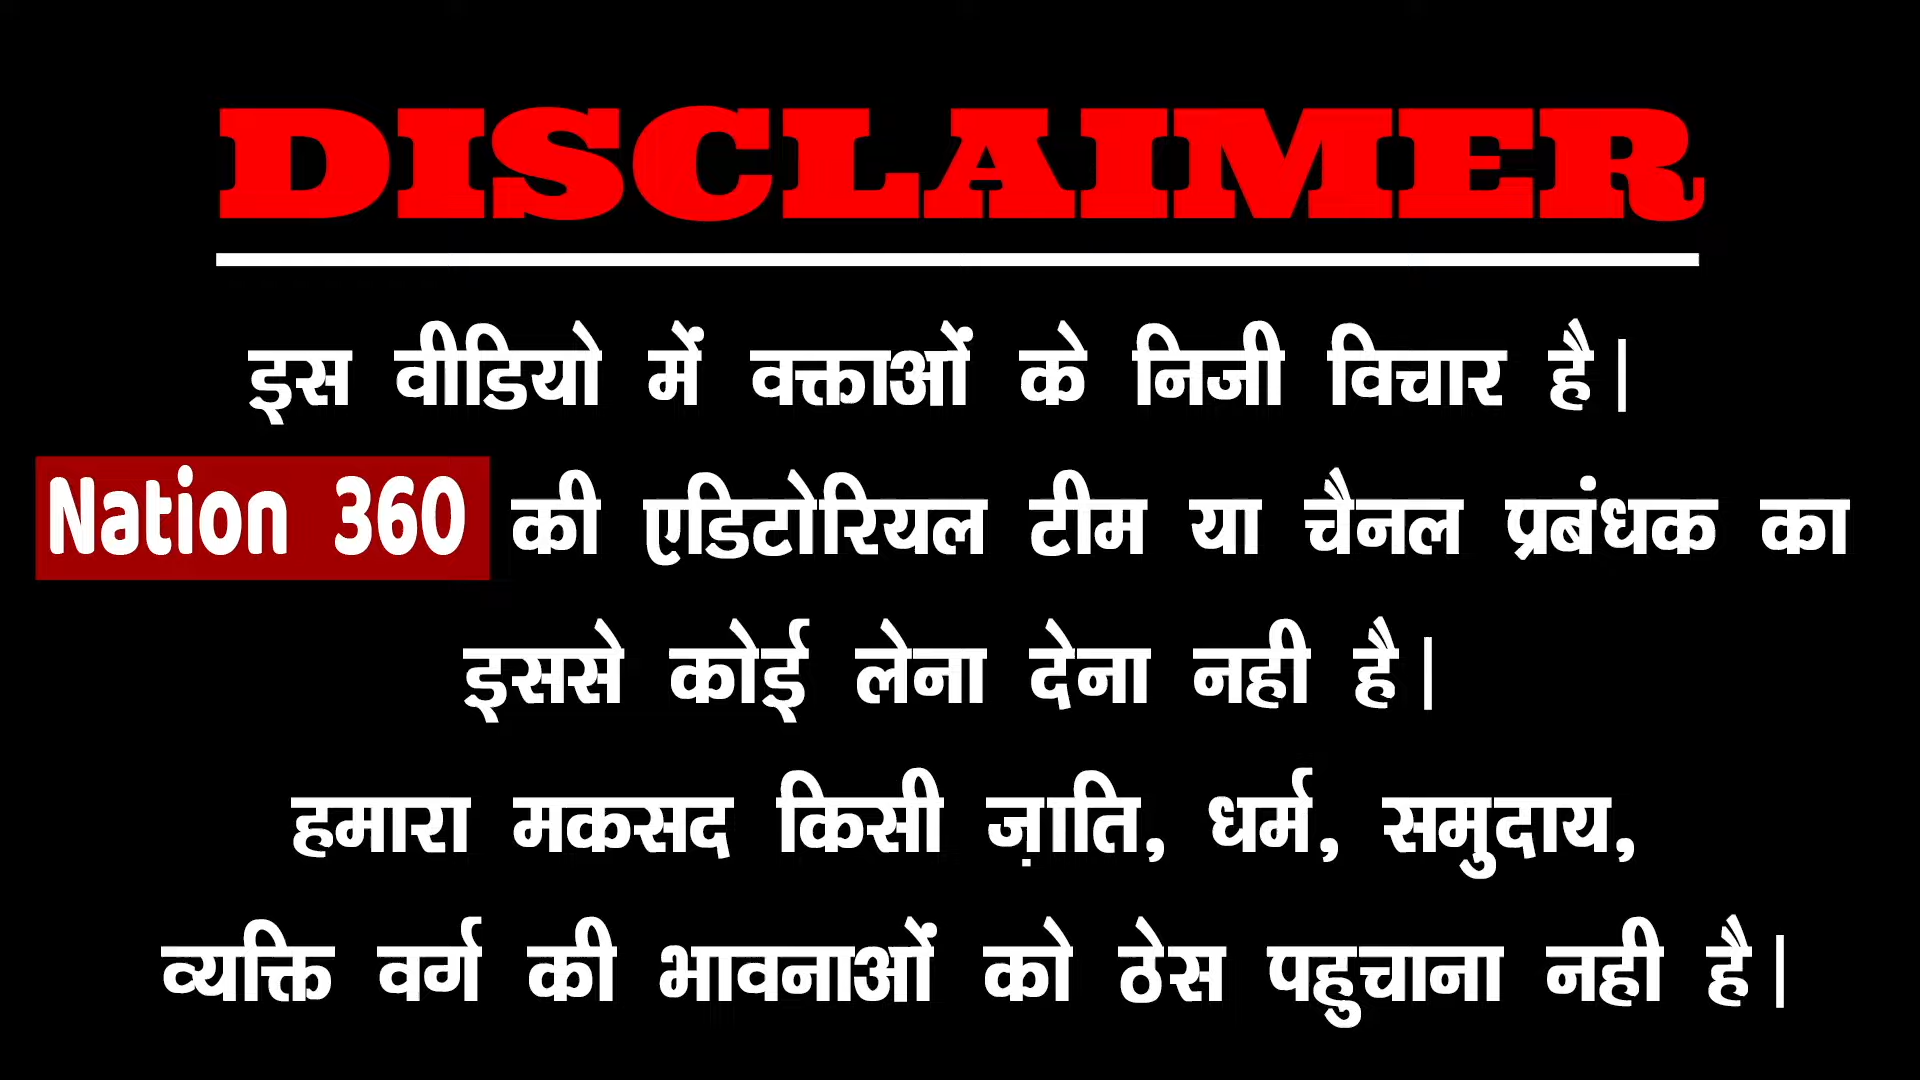 DISCLAIMER
इस वीडियो में वक्ताओं के निजी विचार है|
Nation 360 की एडिटोरियल टीम या चैनल प्रबंधक का
इससे कोई लेना देना नही है|
हमारा मकसद किसी ज़ाति, धर्म, समुदाय,
व्यक्ति वर्ग की भावनाओं को ठेस पहुचाना नही है|